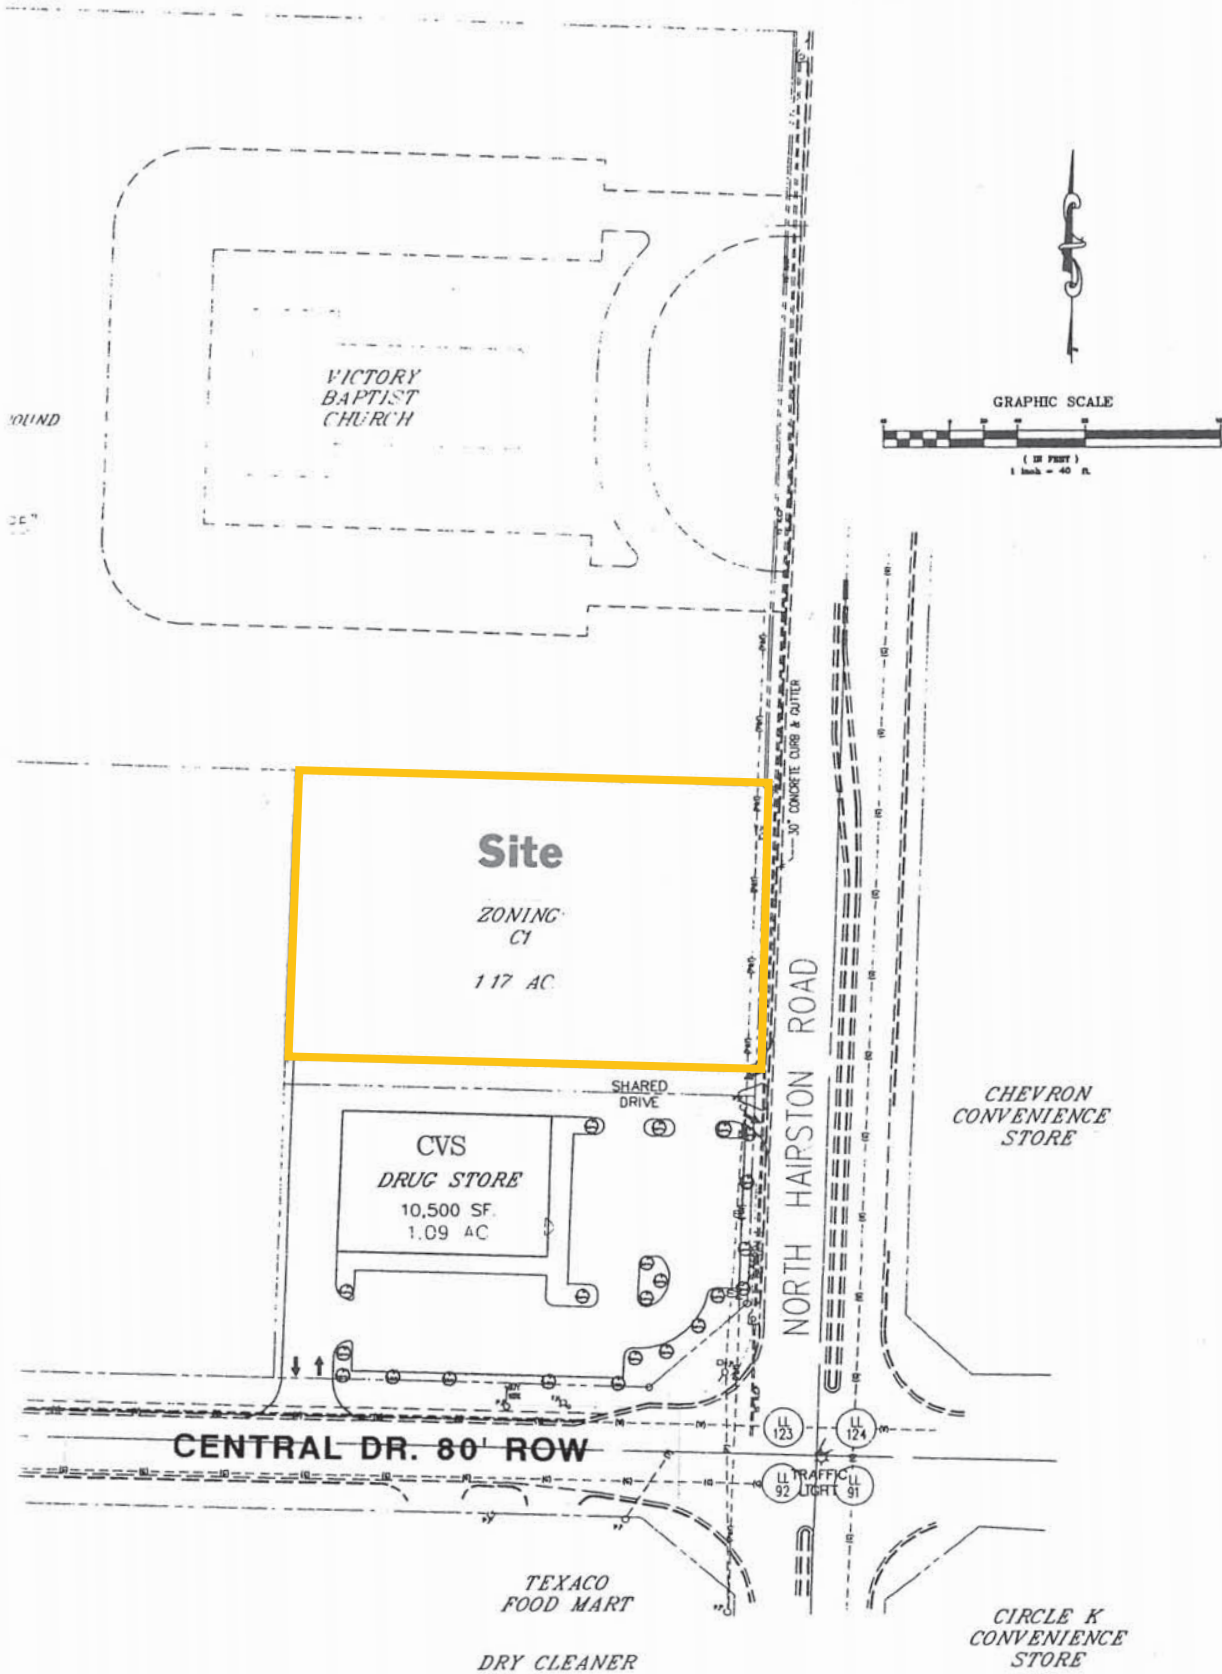 VICTORY
BAPTIST
CHURCH
OUND
GRAPHIC SCALE
( IN FEET )
1 inch = 40 ft.
30" CONCRETE CURB & GUTTER
Site
ZONING
C1
1.17 AC
NORTH HAIRSTON ROAD
SHARED
DRIVE
CHEVRON
CONVENIENCE
STORE
CVS
DRUG STORE
10,500 SF.
1.09 AC
LL
123
LL
124
CENTRAL DR. 80' ROW
TRAFFIC
LIGHT
LL
92
LL
91
TEXACO
FOOD MART
DRY CLEANER
CIRCLE K
CONVENIENCE
STORE